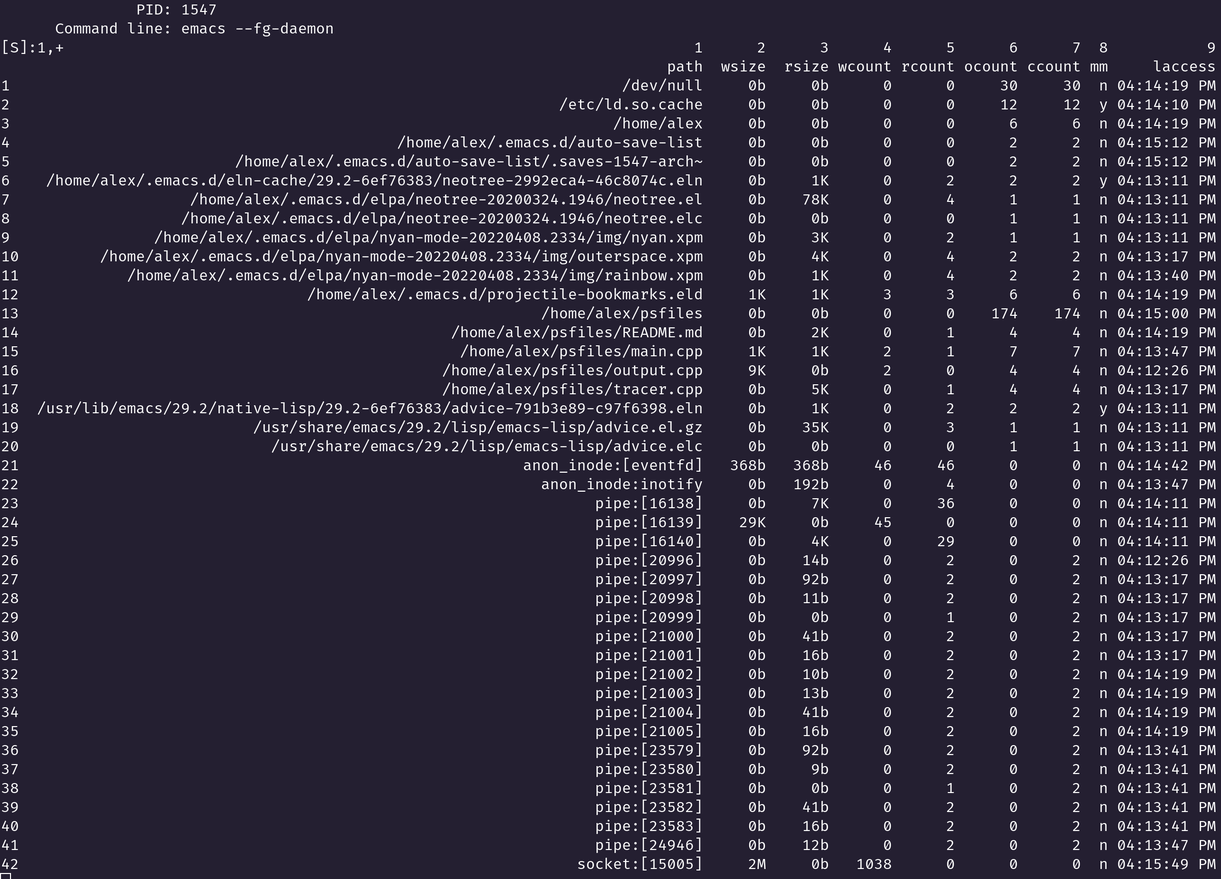 PID: 1547
Command line: emacs --fg-daemon
[S]:1,+ 1 2 3 4 5 6 7 8 9
path wsize rsize wcount rcount ocount ccount mm laccess
1 /dev/null 0b 0b 0 0 30 30 n 04:14:19 PM
2 /etc/ld.so.cache 0b 0b 0 0 12 12 y 04:14:10 PM
3 /home/alex 0b 0b 0 0 6 6 n 04:14:19 PM
4 /home/alex/.emacs.d/auto-save-list 0b 0b 0 0 2 2 n 04:15:12 PM
5 /home/alex/.emacs.d/auto-save-list/.saves-1547-arch~ 0b 0b 0 0 2 2 n 04:15:12 PM
6 /home/alex/.emacs.d/eln-cache/29.2-6ef76383/neotree-2992eca4-46c8074c.eln 0b 1K 0 2 2 2 y 04:13:11 PM
7 /home/alex/.emacs.d/elpa/neotree-20200324.1946/neotree.el 0b 78K 0 4 1 1 n 04:13:11 PM
8 /home/alex/.emacs.d/elpa/neotree-20200324.1946/neotree.elc 0b 0b 0 0 1 1 n 04:13:11 PM
9 /home/alex/.emacs.d/elpa/nyan-mode-20220408.2334/img/nyan.xpm 0b 3K 0 2 1 1 n 04:13:11 PM
10 /home/alex/.emacs.d/elpa/nyan-mode-20220408.2334/img/outerspace.xpm 0b 4K 0 4 2 2 n 04:13:17 PM
11 /home/alex/.emacs.d/elpa/nyan-mode-20220408.2334/img/rainbow.xpm 0b 1K 0 4 2 2 n 04:13:40 PM
12 /home/alex/.emacs.d/projectile-bookmarks.eld 1K 1K 3 3 6 6 n 04:14:19 PM
13 /home/alex/psfiles 0b 0b 0 0 174 174 n 04:15:00 PM
14 /home/alex/psfiles/README.md 0b 2K 0 1 4 4 n 04:14:19 PM
15 /home/alex/psfiles/main.cpp 1K 1K 2 1 7 7 n 04:13:47 PM
16 /home/alex/psfiles/output.cpp 9K 0b 2 0 4 4 n 04:12:26 PM
17 /home/alex/psfiles/tracer.cpp 0b 5K 0 1 4 4 n 04:13:17 PM
18 /usr/lib/emacs/29.2/native-lisp/29.2-6ef76383/advice-791b3e89-c97f6398.eln 0b 1K 0 2 2 2 y 04:13:11 PM
19 /usr/share/emacs/29.2/lisp/emacs-lisp/advice.el.gz 0b 35K 0 3 1 1 n 04:13:11 PM
20 /usr/share/emacs/29.2/lisp/emacs-lisp/advice.elc 0b 0b 0 0 1 1 n 04:13:11 PM
21 anon_inode:[eventfd] 368b 368b 46 46 0 0 n 04:14:42 PM
22 anon_inode:inotify 0b 192b 0 4 0 0 n 04:13:47 PM
23 pipe:[16138] 0b 7K 0 36 0 0 n 04:14:11 PM
24 pipe:[16139] 29K 0b 45 0 0 0 n 04:14:11 PM
25 pipe:[16140] 0b 4K 0 29 0 0 n 04:14:11 PM
26 pipe:[20996] 0b 14b 0 2 0 2 n 04:12:26 PM
27 pipe:[20997] 0b 92b 0 2 0 2 n 04:13:17 PM
28 pipe:[20998] 0b 11b 0 2 0 2 n 04:13:17 PM
29 pipe:[20999] 0b 0b 0 1 0 2 n 04:13:17 PM
30 pipe:[21000] 0b 41b 0 2 0 2 n 04:13:17 PM
31 pipe:[21001] 0b 16b 0 2 0 2 n 04:13:17 PM
32 pipe:[21002] 0b 10b 0 2 0 2 n 04:14:19 PM
33 pipe:[21003] 0b 13b 0 2 0 2 n 04:14:19 PM
34 pipe:[21004] 0b 41b 0 2 0 2 n 04:14:19 PM
35 pipe:[21005] 0b 16b 0 2 0 2 n 04:14:19 PM
36 pipe:[23579] 0b 92b 0 2 0 2 n 04:13:41 PM
37 pipe:[23580] 0b 9b 0 2 0 2 n 04:13:41 PM
38 pipe:[23581] 0b 0b 0 1 0 2 n 04:13:41 PM
39 pipe:[23582] 0b 41b 0 2 0 2 n 04:13:41 PM
40 pipe:[23583] 0b 16b 0 2 0 2 n 04:13:41 PM
41 pipe:[24946] 0b 12b 0 2 0 2 n 04:13:47 PM
42 socket:[15005] 2M 0b 1038 0 0 0 n 04:15:49 PM